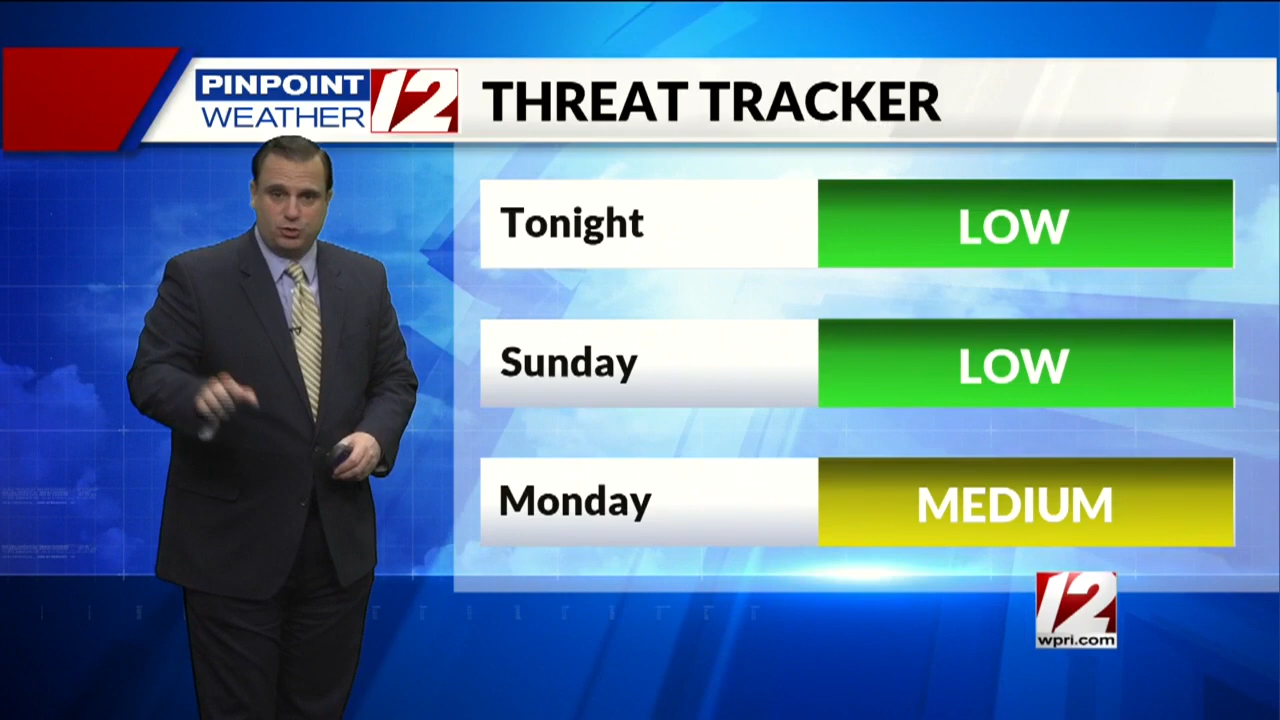 PINPOINT
WEATHER 12
THREAT TRACKER
Tonight LOW
Sunday LOW
Monday MEDIUM
12
wpri.com